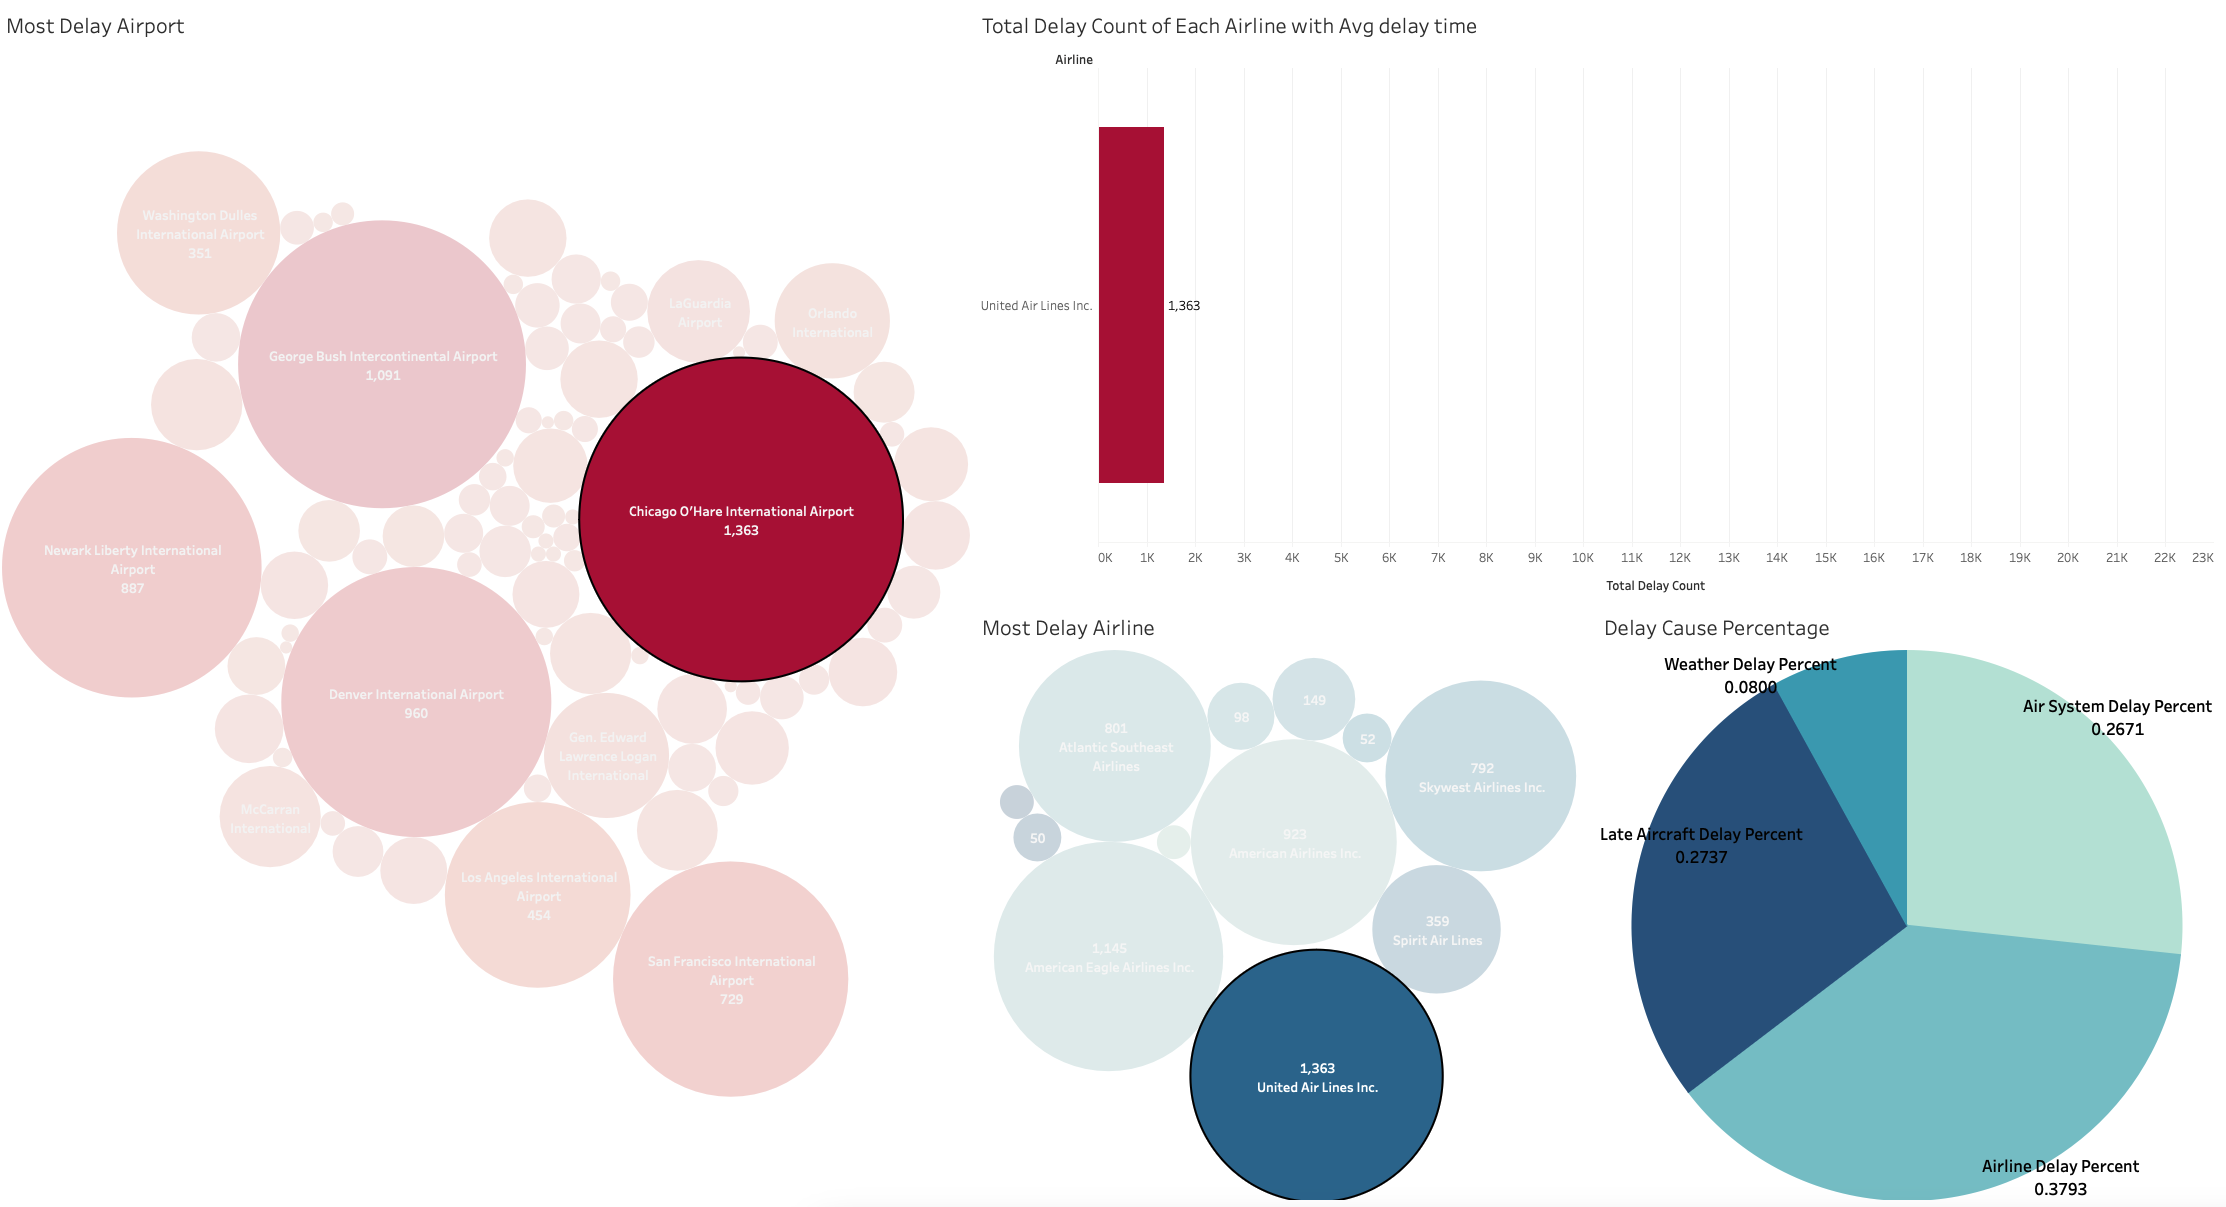 Most Delay Airport
Washington Dulles
International Airport
351
George Bush Intercontinental Airport
1,091
LaGuardia
Airport
Orlando
International
Chicago O'Hare International Airport
1,363
Newark Liberty International
Airport
887
Denver International Airport
960
Gen. Edward
Lawrence Logan
International
McCarran
International
Los Angeles International
Airport
454
San Francisco International
Airport
729
Total Delay Count of Each Airline with Avg delay time
Airline
United Air Lines Inc.
1,363
0K 1K 2K 3K 4K 5K 6K 7K 8K 9K 10K 11K 12K 13K 14K 15K 16K 17K 18K 19K 20K 21K 22K 23K
Total Delay Count
Most Delay Airline
801
Atlantic Southeast
Airlines
98
149
52
792
Skywest Airlines Inc.
50
923
American Airlines Inc.
359
Spirit Air Lines
1,145
American Eagle Airlines Inc.
1,363
United Air Lines Inc.
Delay Cause Percentage
Weather Delay Percent
0.0800
Air System Delay Percent
0.2671
Late Aircraft Delay Percent
0.2737
Airline Delay Percent
0.3793